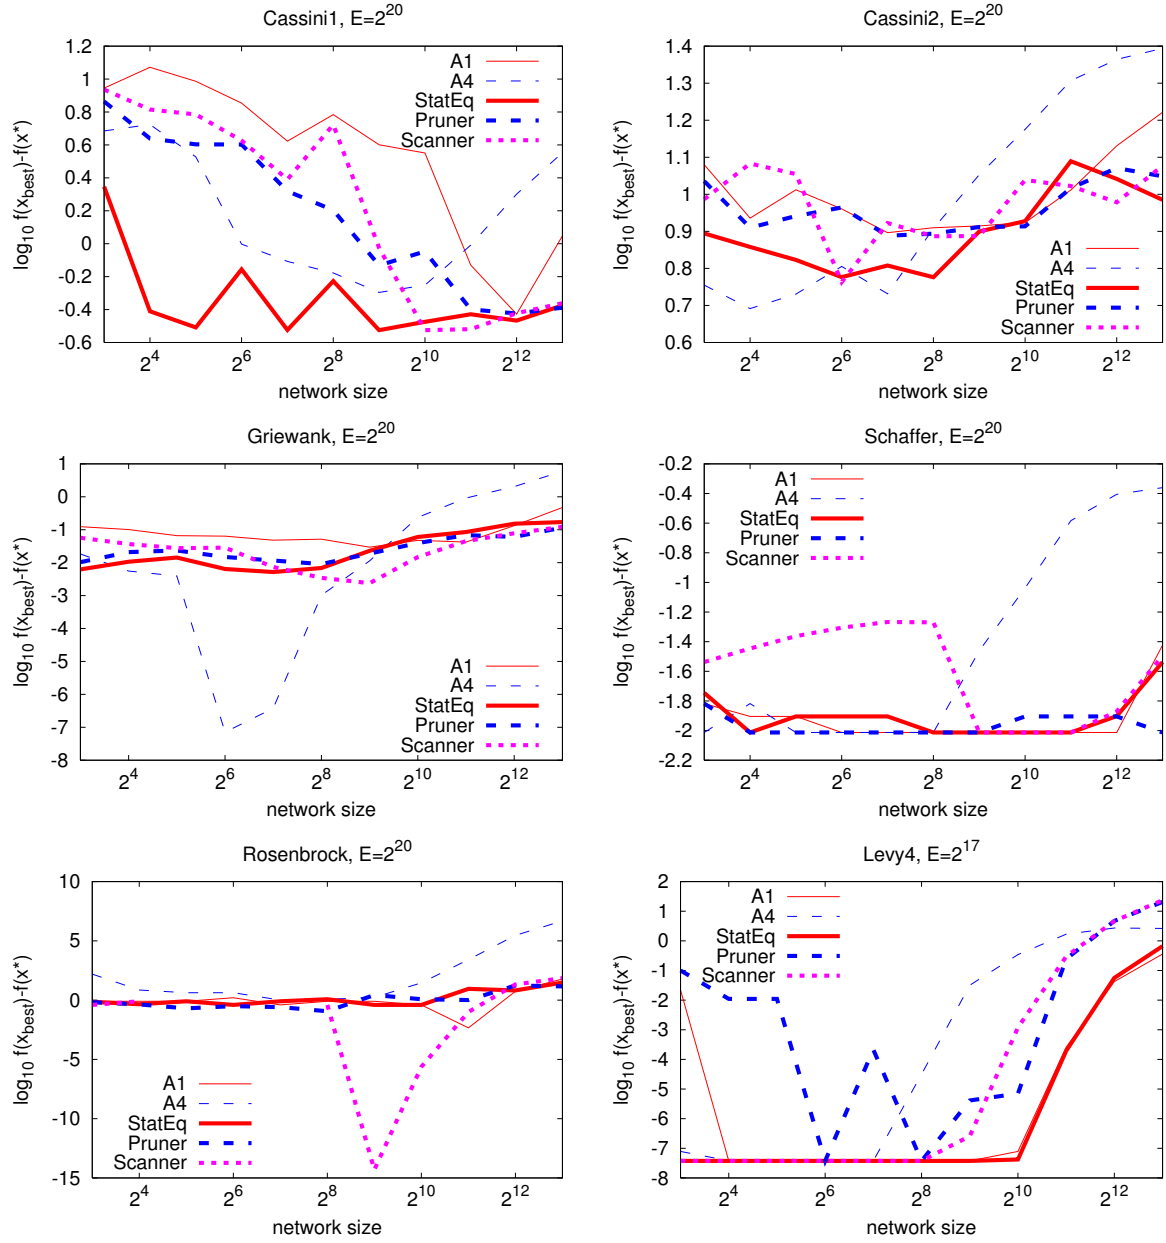 Cassini1, E=2^20
log10 f(x_best)-f(x*)
1.2
1
0.8
0.6
0.4
0.2
0
-0.2
-0.4
-0.6
A1
A4
StatEq
Pruner
Scanner
2^4 2^6 2^8 2^10 2^12
network size
Cassini2, E=2^20
log10 f(x_best)-f(x*)
1.4
1.3
1.2
1.1
1
0.9
0.8
0.7
0.6
A1
A4
StatEq
Pruner
Scanner
2^4 2^6 2^8 2^10 2^12
network size
Griewank, E=2^20
log10 f(x_best)-f(x*)
1
0
-1
-2
-3
-4
-5
-6
-7
-8
A1
A4
StatEq
Pruner
Scanner
2^4 2^6 2^8 2^10 2^12
network size
Schaffer, E=2^20
log10 f(x_best)-f(x*)
-0.2
-0.4
-0.6
-0.8
-1
-1.2
-1.4
-1.6
-1.8
-2
-2.2
A1
A4
StatEq
Pruner
Scanner
2^4 2^6 2^8 2^10 2^12
network size
Rosenbrock, E=2^20
log10 f(x_best)-f(x*)
10
5
0
-5
-10
-15
A1
A4
StatEq
Pruner
Scanner
2^4 2^6 2^8 2^10 2^12
network size
Levy4, E=2^17
log10 f(x_best)-f(x*)
2
1
0
-1
-2
-3
-4
-5
-6
-7
-8
A1
A4
StatEq
Pruner
Scanner
2^4 2^6 2^8 2^10 2^12
network size